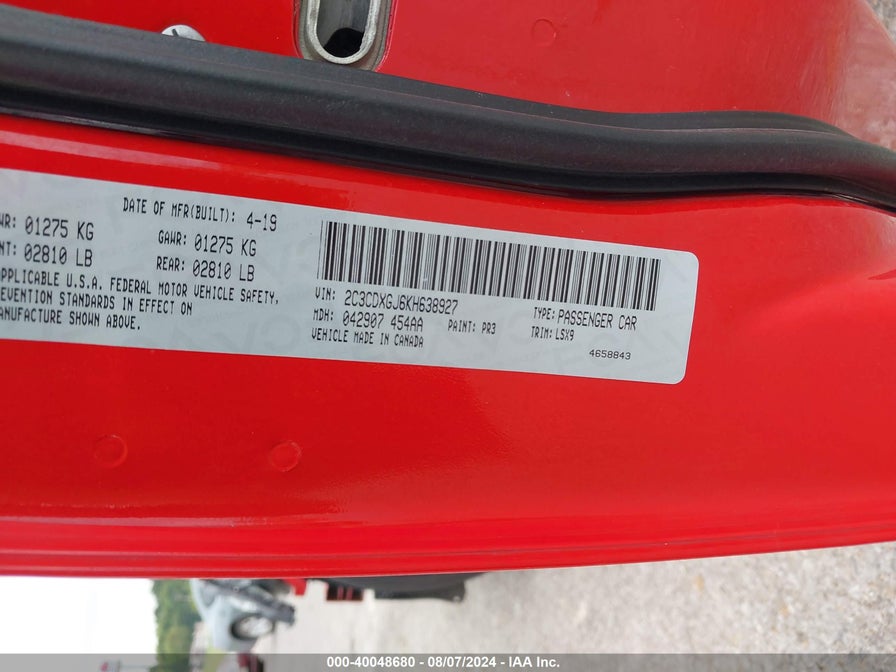 DATE OF MFR(BUILT): 4-19
WR: 01275 KG GAWR: 01275 KG
NT: 02810 LB REAR: 02810 LB
APPLICABLE U.S.A. FEDERAL MOTOR VEHICLE SAFETY,
EVENTION STANDARDS IN EFFECT ON
MANUFACTURE SHOWN ABOVE.
VIN: 2C3CDXGJ6KH638927 TYPE: PASSENGER CAR
MDH: 042907 454AA PAINT: PR3 TRIM: LSX9
VEHICLE MADE IN CANADA
4658843
000-40048680 - 08/07/2024 - IAA Inc.